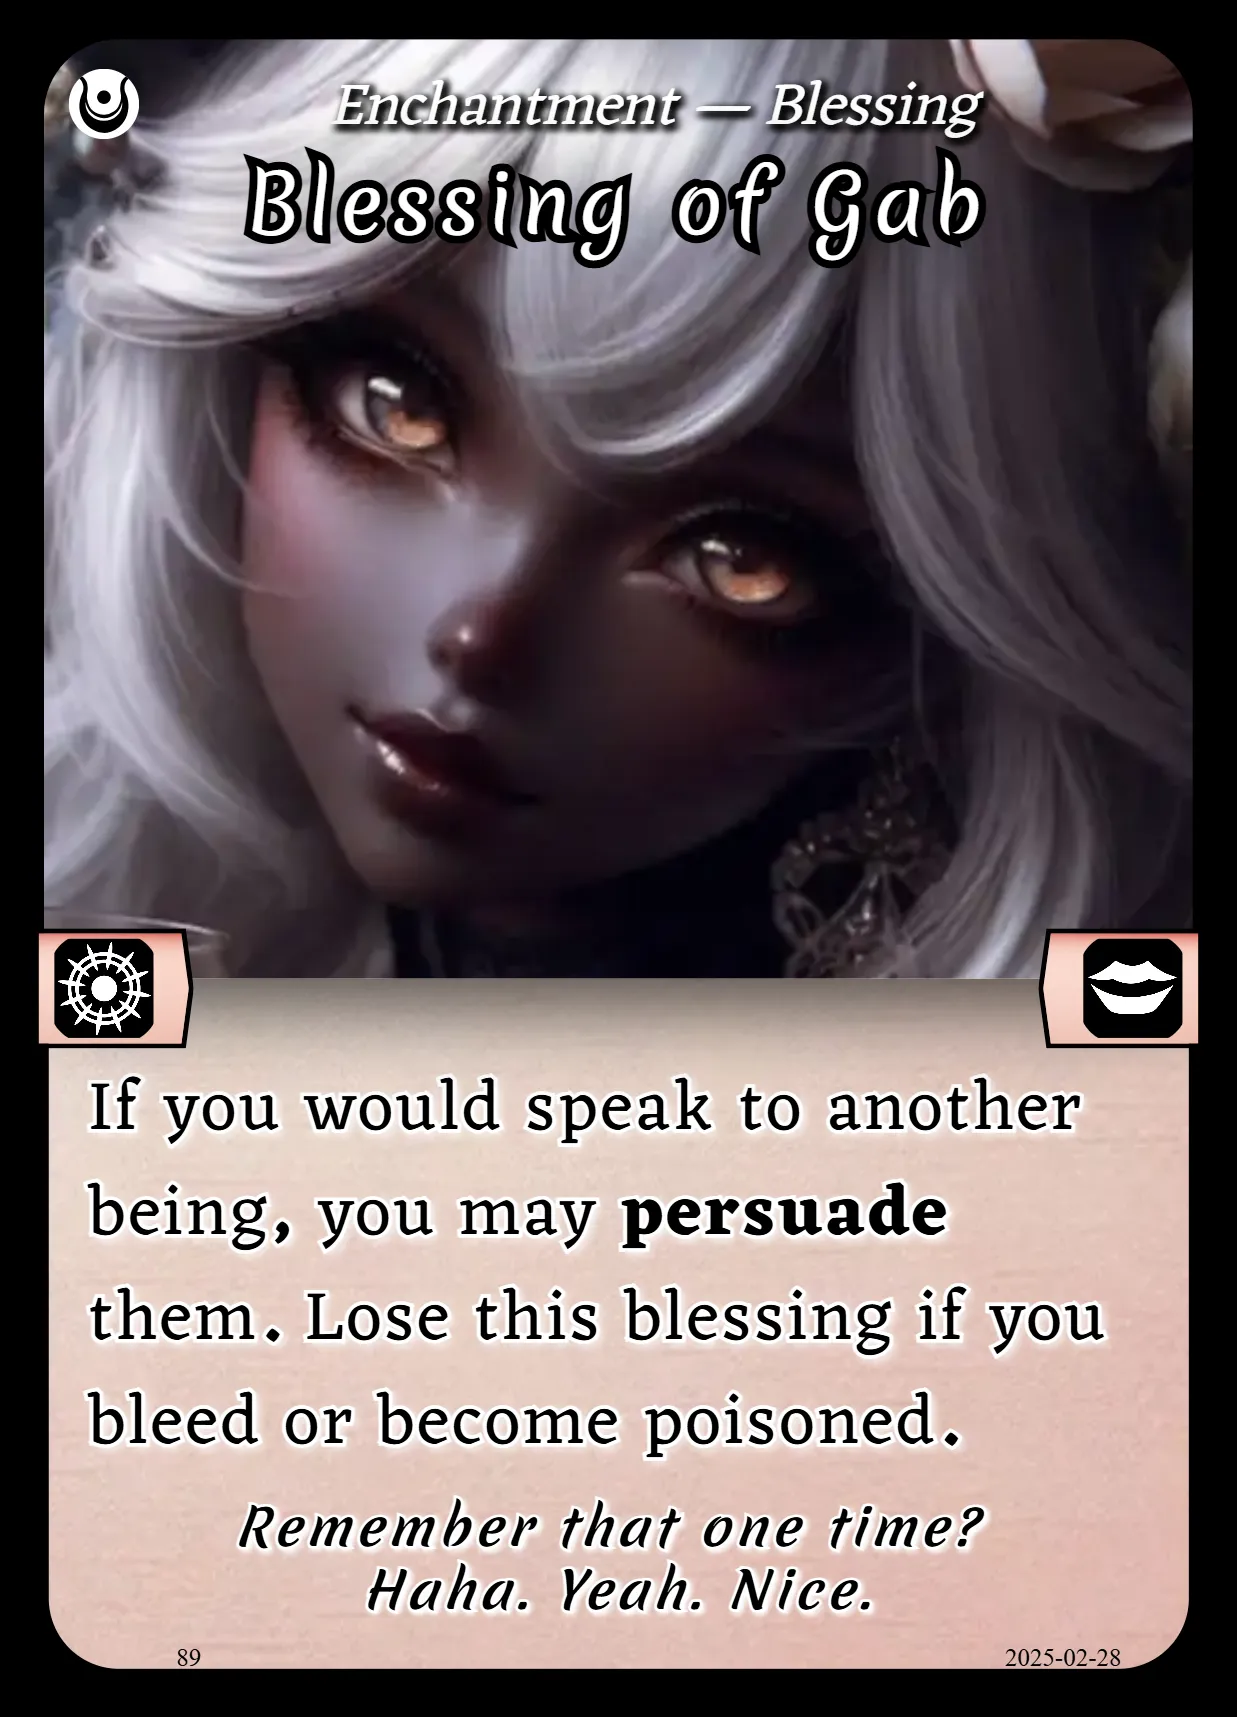 Enchantment — Blessing
Blessing of Gab
If you would speak to another
being, you may persuade
them. Lose this blessing if you
bleed or become poisoned.
Remember that one time?
Haha. Yeah. Nice.
89
2025-02-28